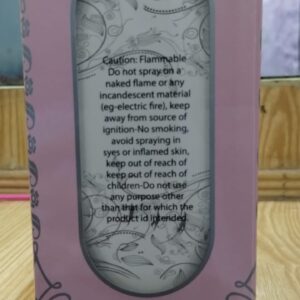 Caution: Flammable
Do not spray on a
naked flame or any
incandescent material
(eg-electric fire), keep
away from source of
ignition-No smoking,
avoid spraying in
syes or inflamed skin,
keep out of reach of
keep out of reach of
children-Do not use
any purpose other
than that for which the
product id intended.